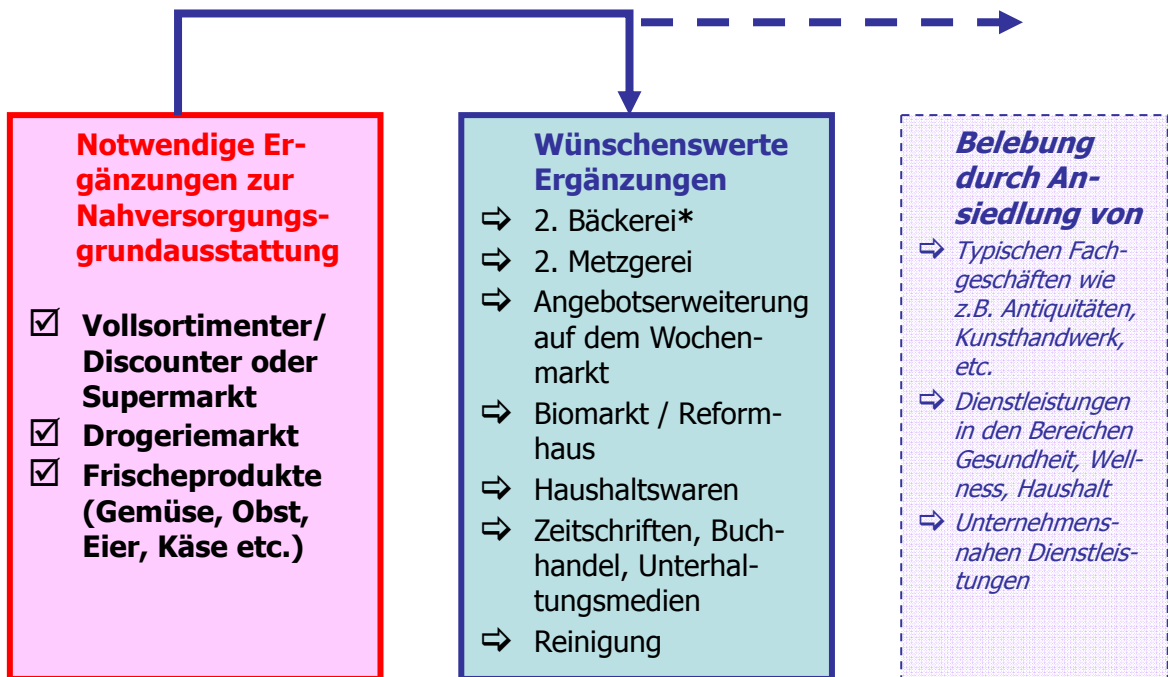 Notwendige Er-
gänzungen zur
Nahversorgungs-
grundausstattung
Vollsortimenter/
Discounter oder
Supermarkt
Drogeriemarkt
Frischeprodukte
(Gemüse, Obst,
Eier, Käse etc.)
Wünschenswerte
Ergänzungen
2. Bäckerei*
2. Metzgerei
Angebotserweiterung
auf dem Wochen-
markt
Biomarkt / Reform-
haus
Haushaltswaren
Zeitschriften, Buch-
handel, Unterhal-
tungsmedien
Reinigung
Belebung
durch An-
siedlung von
Typischen Fach-
geschäften wie
z.B. Antiquitäten,
Kunsthandwerk,
etc.
Dienstleistungen
in den Bereichen
Gesundheit, Well-
ness, Haushalt
Unternehmens-
nahen Dienstleis-
tungen